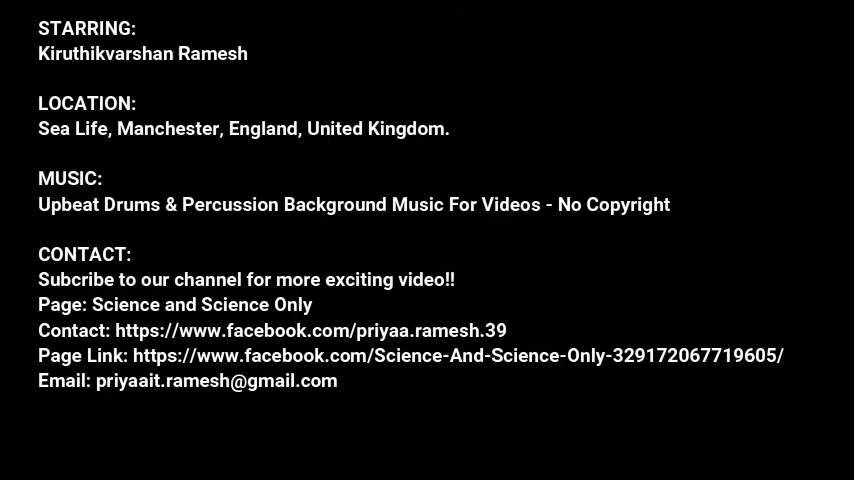 STARRING:
Kiruthikvarshan Ramesh
LOCATION:
Sea Life, Manchester, England, United Kingdom.
MUSIC:
Upbeat Drums & Percussion Background Music For Videos - No Copyright
CONTACT:
Subcribe to our channel for more exciting video!!
Page: Science and Science Only
Contact: https://www.facebook.com/priyaa.ramesh.39
Page Link: https://www.facebook.com/Science-And-Science-Only-329172067719605/
Email: priyaait.ramesh@gmail.com